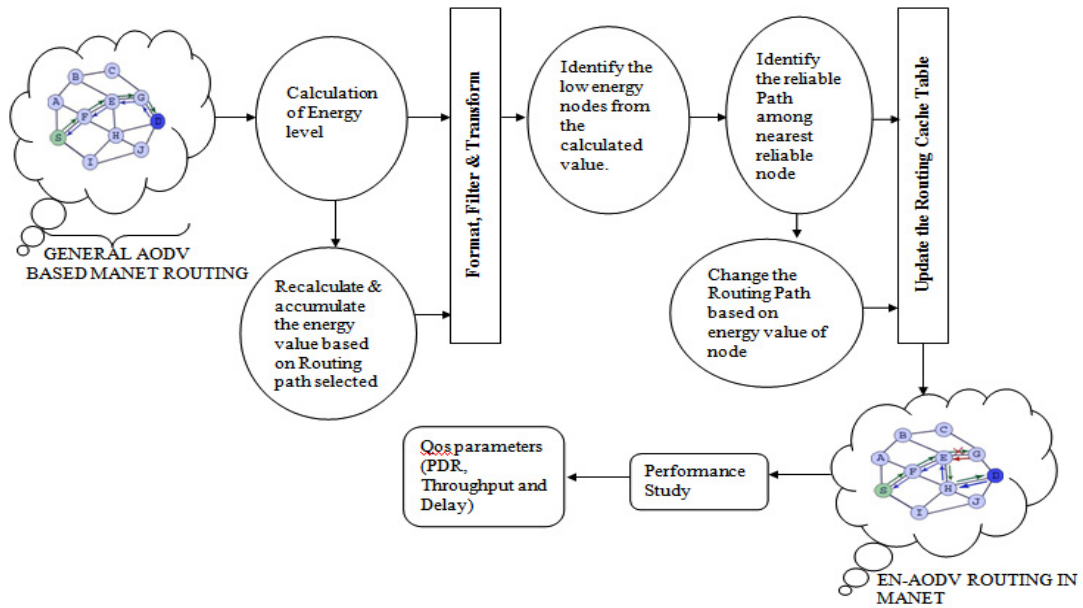 B
C
A
E
G
F
D
S
H
I
J
GENERAL AODV
BASED MANET ROUTING
Calculation
of Energy
level
Recalculate &
accumulate
the energy
value based
on Routing
path selected
Format, Filter & Transform
Identify the
low energy
nodes from
the
calculated
value.
Identify
the reliable
Path
among
nearest
reliable
node
Change the
Routing Path
based on
energy value of
node
Update the Routing Cache Table
B
C
A
E
X
G
F
D
S
H
I
J
EN-AODV ROUTING IN
MANET
Performance
Study
Qos parameters
(PDR,
Throughput and
Delay)